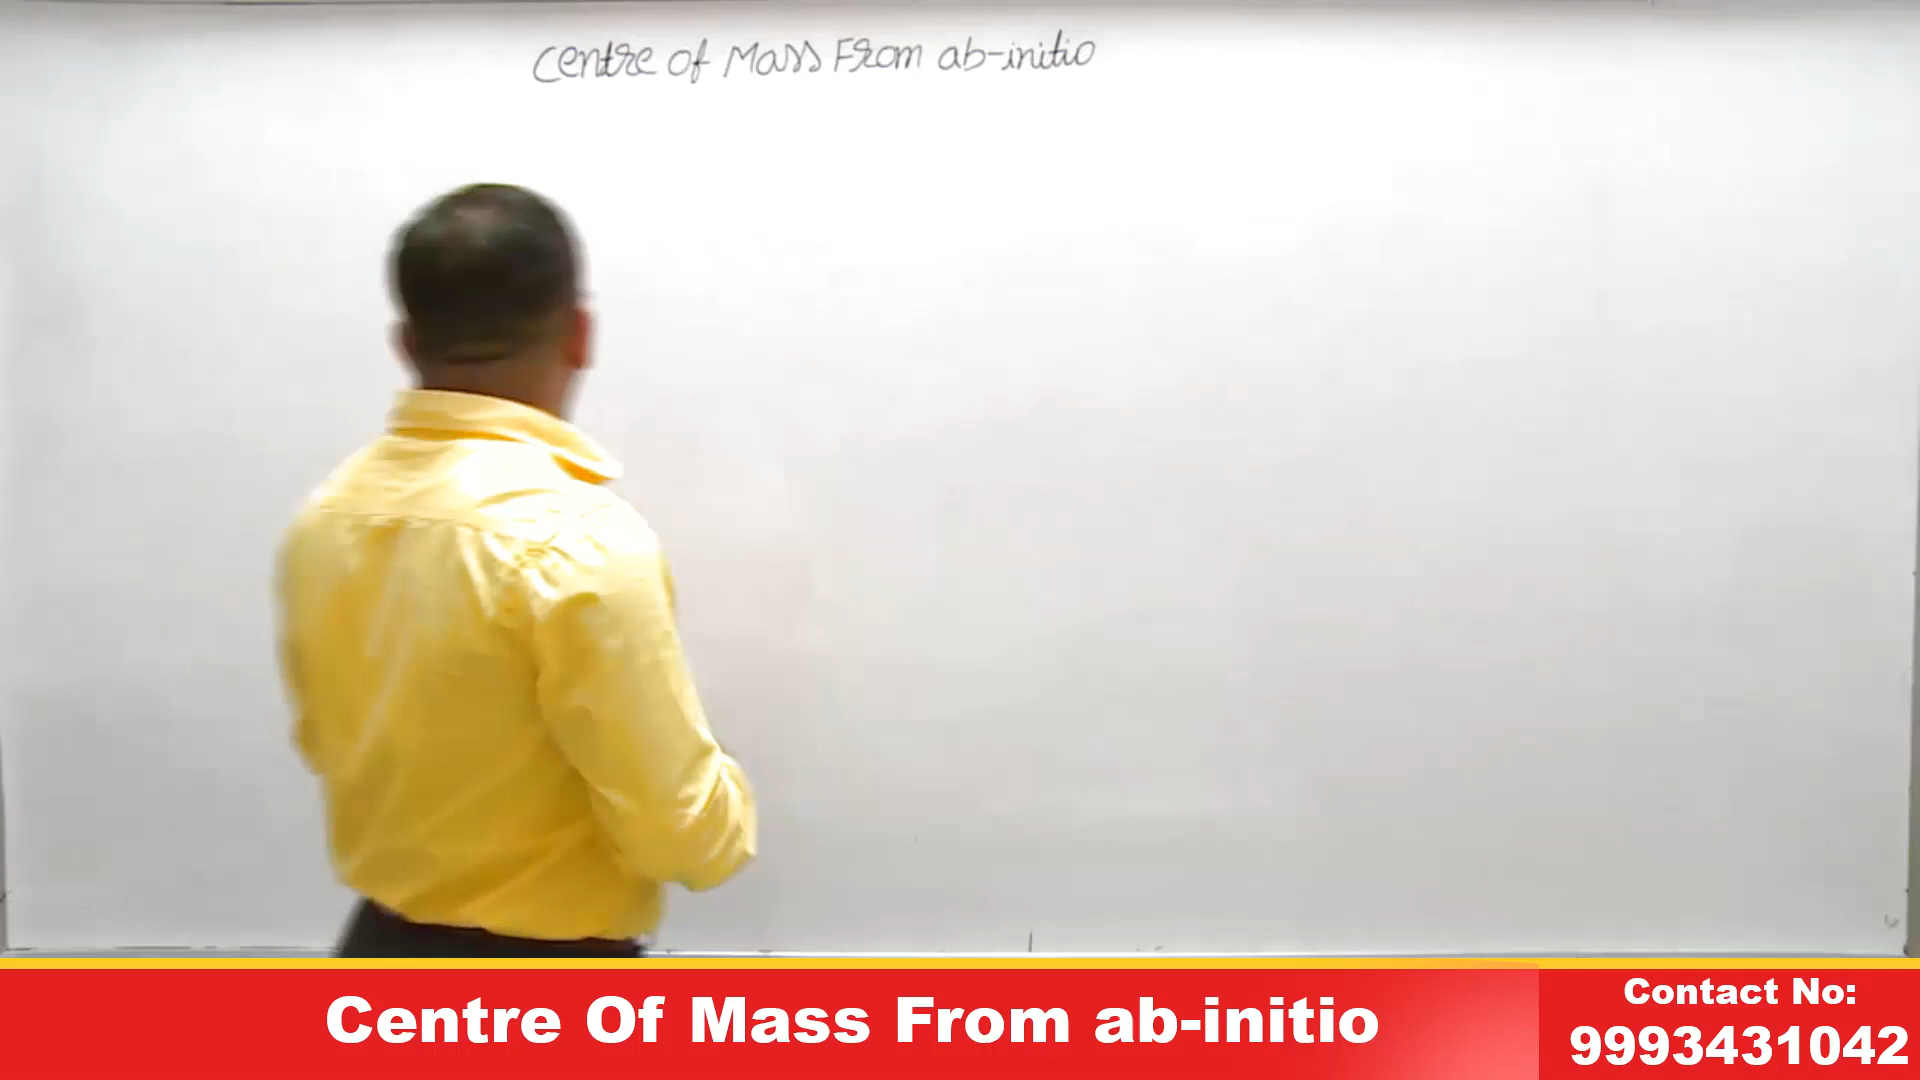 Centre of Mass From ab-initio
Centre Of Mass From ab-initio
Contact No:
9993431042